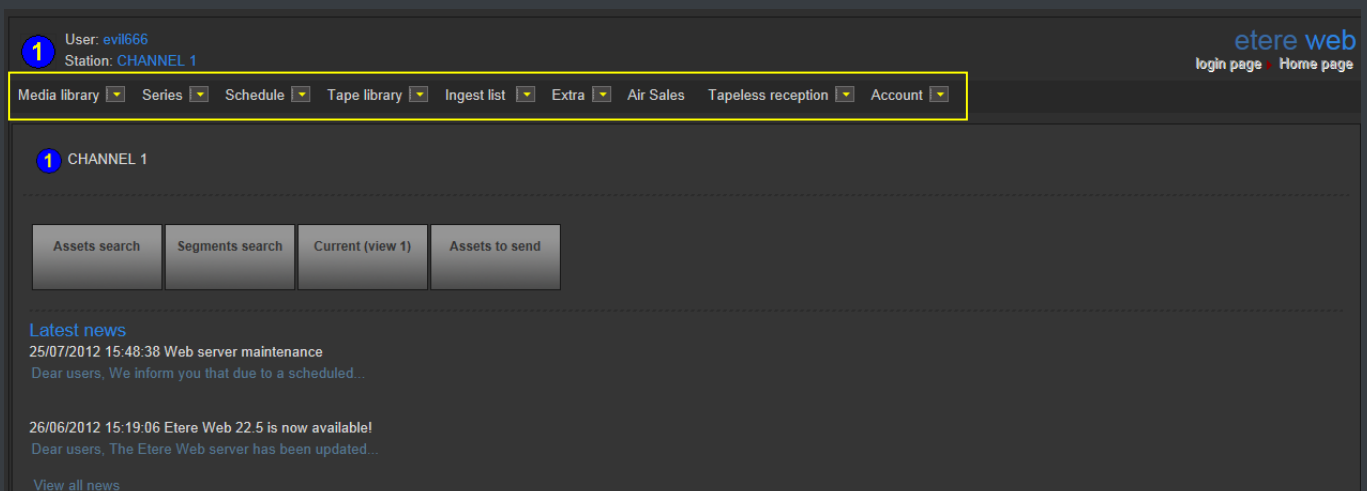 1
User: evil666
Station: CHANNEL 1
etere web
login page Home page
Media library Series Schedule Tape library Ingest list Extra Air Sales Tapeless reception Account
1 CHANNEL 1
Assets search Segments search Current (view 1) Assets to send
Latest news
25/07/2012 15:48:38 Web server maintenance
Dear users, We inform you that due to a scheduled...
26/06/2012 15:19:06 Etere Web 22.5 is now available!
Dear users, The Etere Web server has been updated...
View all news